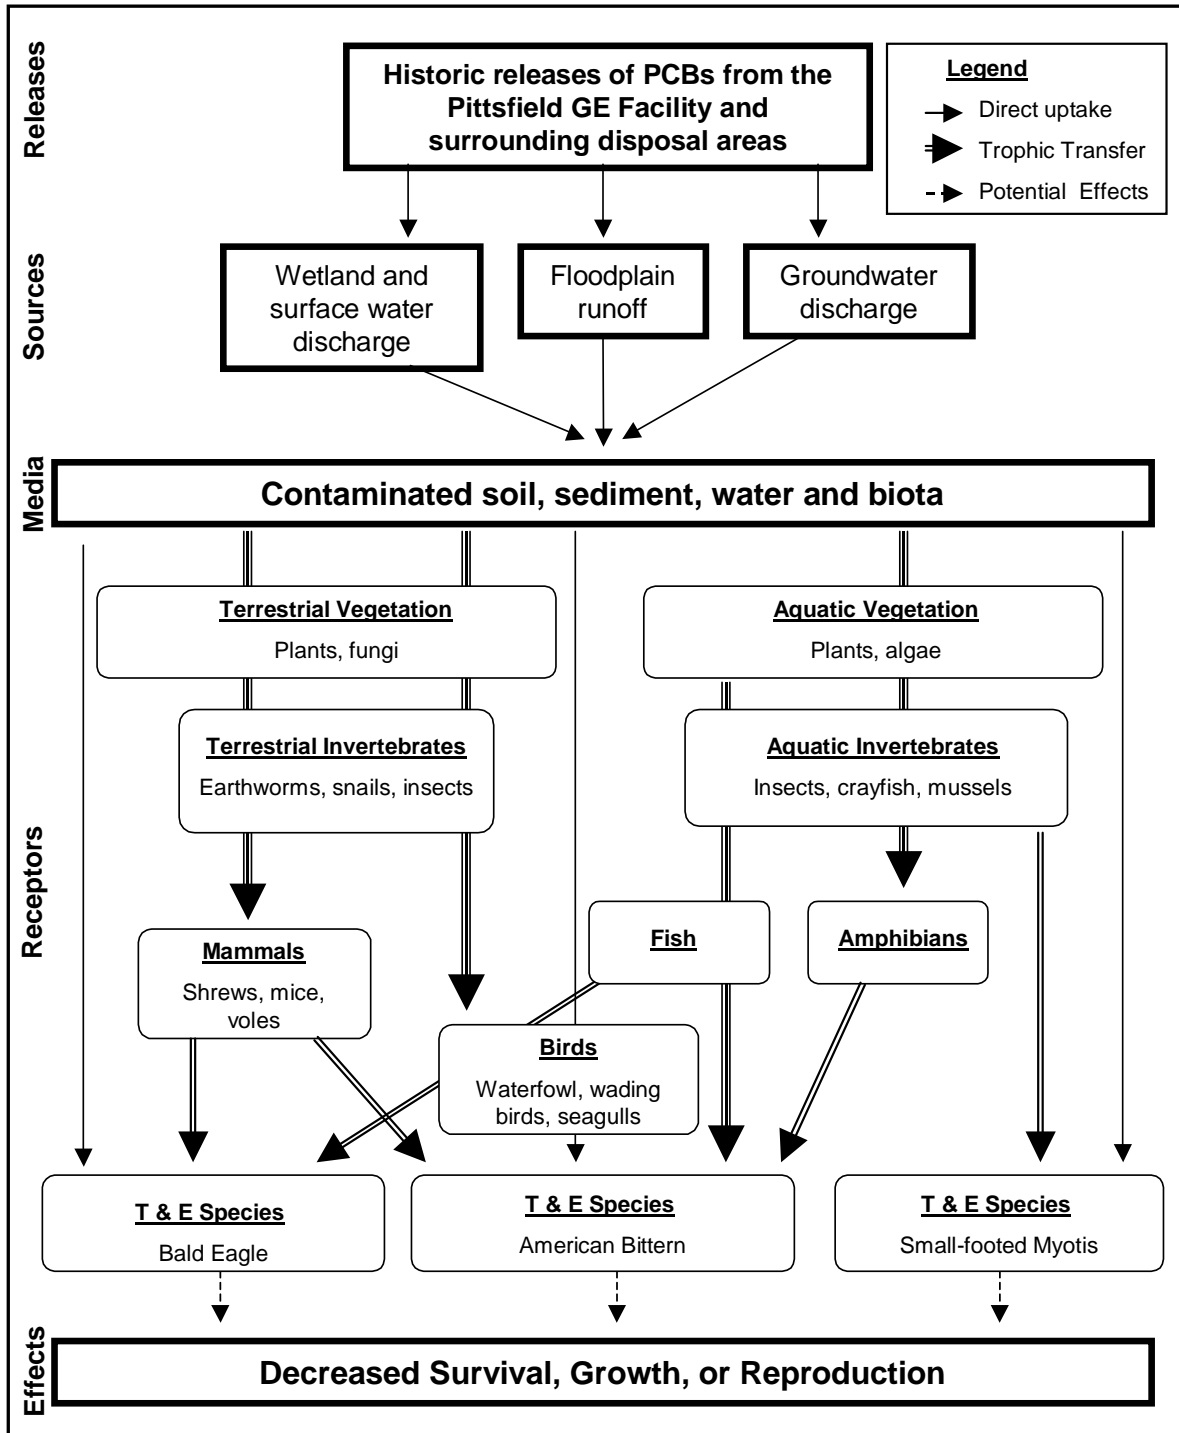 Releases
Historic releases of PCBs from the
Pittsfield GE Facility and
surrounding disposal areas
Legend
Direct uptake
Trophic Transfer
Potential Effects
Sources
Wetland and
surface water
discharge
Floodplain
runoff
Groundwater
discharge
Media
Contaminated soil, sediment, water and biota
Receptors
Terrestrial Vegetation
Plants, fungi
Aquatic Vegetation
Plants, algae
Terrestrial Invertebrates
Earthworms, snails, insects
Aquatic Invertebrates
Insects, crayfish, mussels
Mammals
Shrews, mice,
voles
Fish
Amphibians
Birds
Waterfowl, wading
birds, seagulls
T & E Species
Bald Eagle
T & E Species
American Bittern
T & E Species
Small-footed Myotis
Effects
Decreased Survival, Growth, or Reproduction